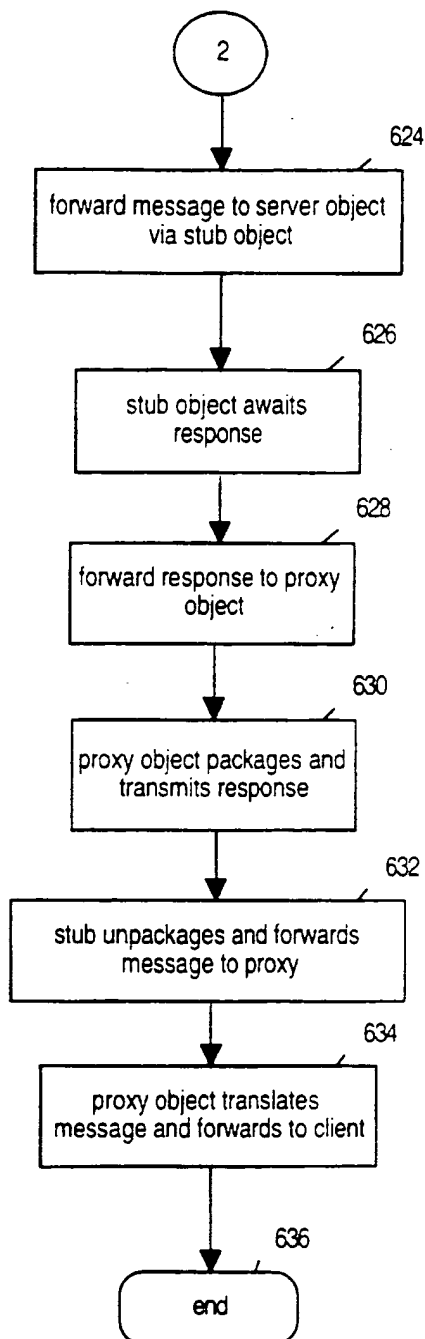 2
624
forward message to server object
via stub object
626
stub object awaits
response
628
forward response to proxy
object
630
proxy object packages and
transmits response
632
stub unpackages and forwards
message to proxy
634
proxy object translates
message and forwards to client
636
end